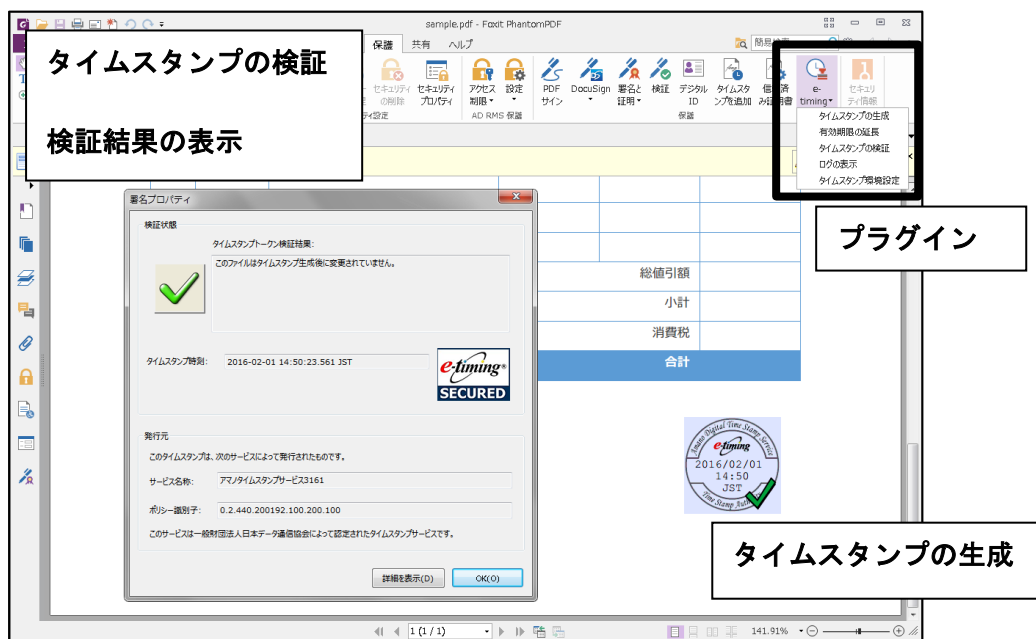 sample.pdf - Foxit PhantomPDF
タイムスタンプの検証
検証結果の表示
保護 共有 ヘルプ
セキュリティ の削除
セキュリティ プロパティ
アクセス 制限
設定
AD RMS 保護
PDF サイン
DocuSign
署名と 証明
検証
デジタル ID
タイムスタンプを追加
保護
e-timing
セキュリティ情報
タイムスタンプの生成
有効期限の延長
タイムスタンプの検証
ログの表示
タイムスタンプ環境設定
プラグイン
署名プロパティ
検証状態
タイムスタンプトークン検証結果:
このファイルはタイムスタンプ生成後に変更されていません。
タイムスタンプ時刻: 2016-02-01 14:50:23.561 JST
e-timing
SECURED
発行元
このタイムスタンプは、次のサービスによって発行されたものです。
サービス名称: アマノタイムスタンプサービス3161
ポリシー識別子: 0.2.440.200192.100.200.100
このサービスは一般財団法人日本データ通信協会によって認定されたタイムスタンプサービスです。
詳細を表示(D) OK(O)
総値引額
小計
消費税
合計
Amano Digital Time Stamp Service
e-timing
2016/02/01
14:50
JST
タイムスタンプの生成
1 (1 / 1)
141.91%